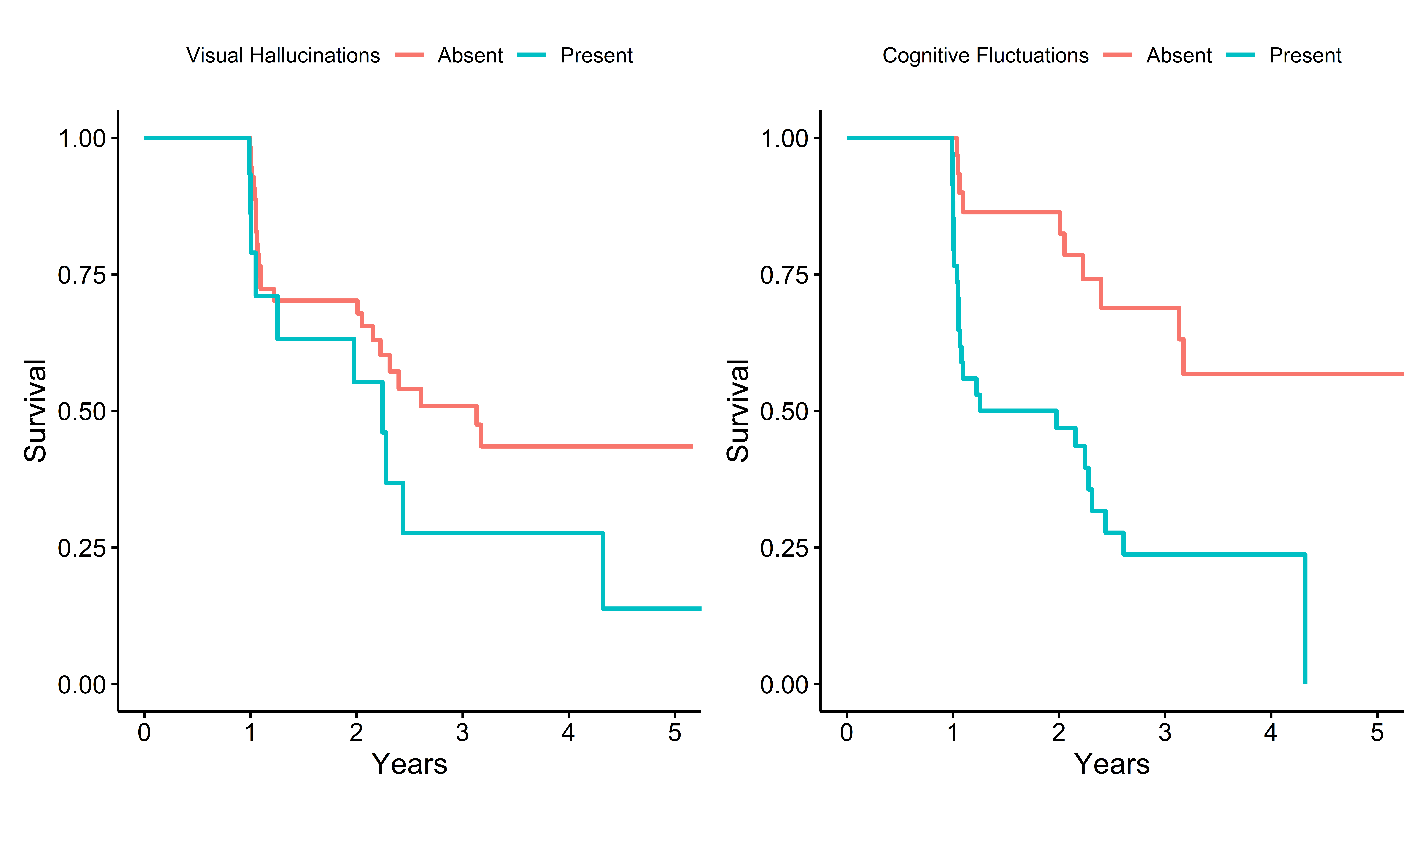 Visual Hallucinations Absent Present
1.00
0.75
0.50
0.25
0.00
Survival
0 1 2 3 4 5
Years
Cognitive Fluctuations Absent Present
1.00
0.75
0.50
0.25
0.00
Survival
0 1 2 3 4 5
Years